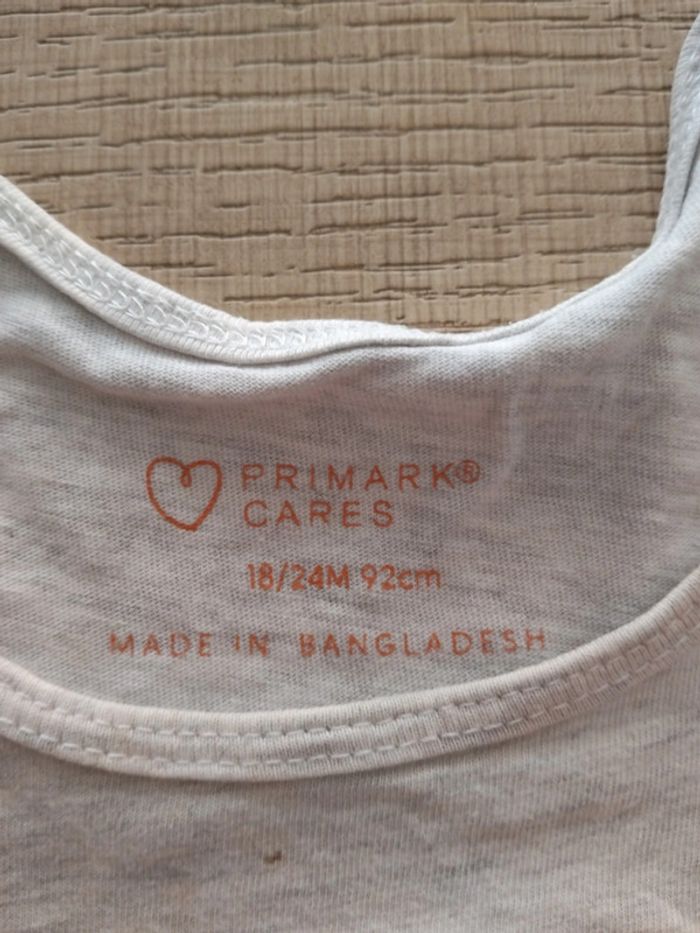 PRIMARK®
CARES
18/24M 92cm
MADE IN BANGLADESH